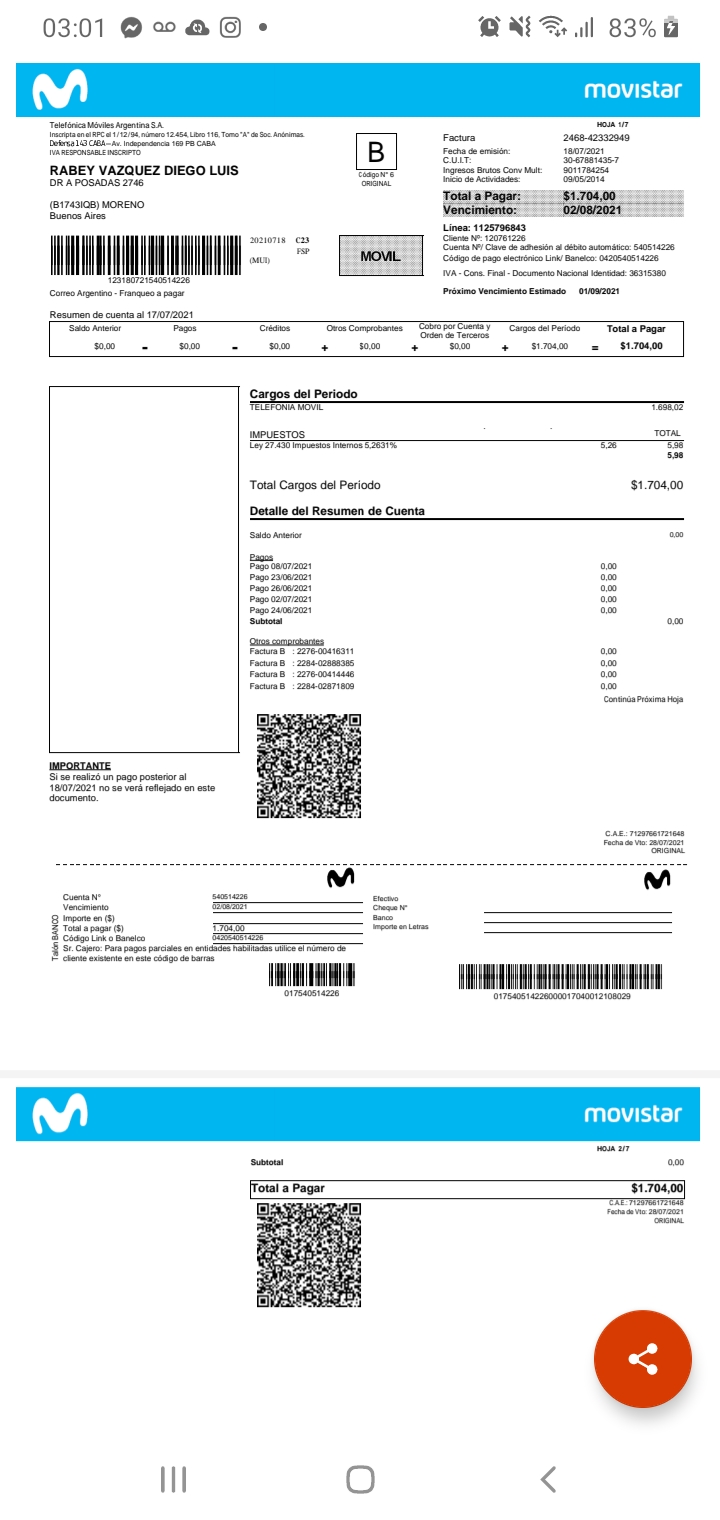 03:01
83%
movistar
HOJA 1/7
Telefónica Móviles Argentina S.A.
Inscripta en el RPC el 1/12/94, número 12.454, Libro 116, Tomo "A" de Soc. Anónimas.
Defensa 143 CABA—Av. Independencia 169 PB CABA
IVA RESPONSABLE INSCRIPTO
RABEY VAZQUEZ DIEGO LUIS
DR A POSADAS 2746
(B1743IQB) MORENO
Buenos Aires
B
Código N° 6
ORIGINAL
Factura 2468-42332949
Fecha de emisión: 18/07/2021
C.U.I.T: 30-67881435-7
Ingresos Brutos Conv Mult: 9011784254
Inicio de Actividades: 09/05/2014
Total a Pagar: $1.704,00
Vencimiento: 02/08/2021
Línea: 1125796843
Cliente Nº: 120761226
Cuenta Nº/ Clave de adhesión al débito automático: 540514226
Código de pago electrónico Link/ Banelco: 0420540514226
IVA - Cons. Final - Documento Nacional Identidad: 36315380
Próximo Vencimiento Estimado 01/09/2021
20210718 C23
FSP
(MUI)
MOVIL
123180721540514226
Correo Argentino - Franqueo a pagar
Resumen de cuenta al 17/07/2021
Saldo Anterior Pagos Créditos Otros Comprobantes Cobro por Cuenta y Orden de Terceros Cargos del Período Total a Pagar
$0,00 - $0,00 - $0,00 + $0,00 + $0,00 + $1.704,00 = $1.704,00
Cargos del Periodo
TELEFONIA MOVIL 1.698,02
IMPUESTOS TOTAL
Ley 27.430 Impuestos Internos 5,2631% 5,26 5,98
5,98
Total Cargos del Período $1.704,00
Detalle del Resumen de Cuenta
Saldo Anterior 0,00
Pagos
Pago 08/07/2021 0,00
Pago 23/06/2021 0,00
Pago 26/06/2021 0,00
Pago 02/07/2021 0,00
Pago 24/06/2021 0,00
Subtotal 0,00
Otros comprobantes
Factura B : 2276-00416311 0,00
Factura B : 2284-02888385 0,00
Factura B : 2276-00414446 0,00
Factura B : 2284-02871809 0,00
Continúa Próxima Hoja
IMPORTANTE
Si se realizó un pago posterior al
18/07/2021 no se verá reflejado en este
documento.
C.A.E.: 71297661721648
Fecha de Vto: 28/07/2021
ORIGINAL
Talón BANCO
Cuenta N° 540514226
Vencimiento 02/08/2021
Importe en ($)
Total a pagar ($) 1.704,00
Código Link o Banelco 0420540514226
Sr. Cajero: Para pagos parciales en entidades habilitadas utilice el número de
cliente existente en este código de barras
Efectivo
Cheque N°
Banco
Importe en Letras
017540514226
0175405142260000170400121080​29
movistar
HOJA 2/7
Subtotal 0,00
Total a Pagar $1.704,00
C.A.E.: 71297661721648
Fecha de Vto: 28/07/2021
ORIGINAL